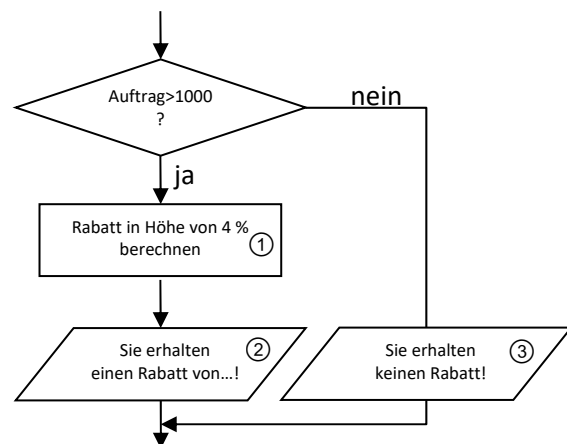 Auftrag>1000
?
nein
ja
Rabatt in Höhe von 4 %
berechnen
①
Sie erhalten
einen Rabatt von...!
②
Sie erhalten
keinen Rabatt!
③